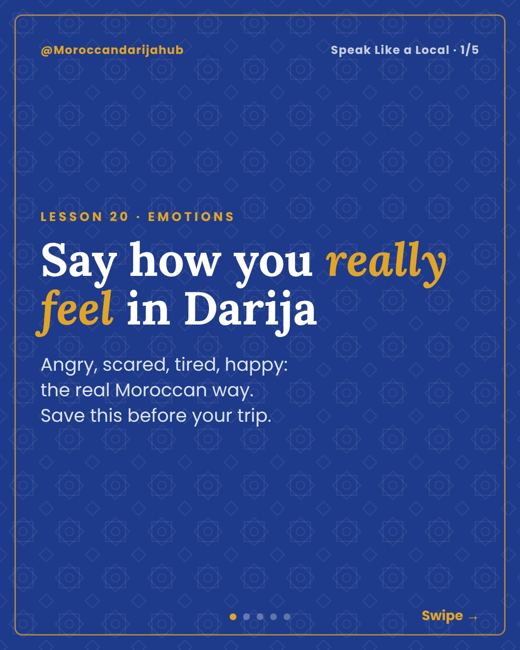 @Moroccandarijahub
Speak Like a Local · 1/5
LESSON 20 · EMOTIONS
Say how you really
feel in Darija
Angry, scared, tired, happy:
the real Moroccan way.
Save this before your trip.
Swipe →